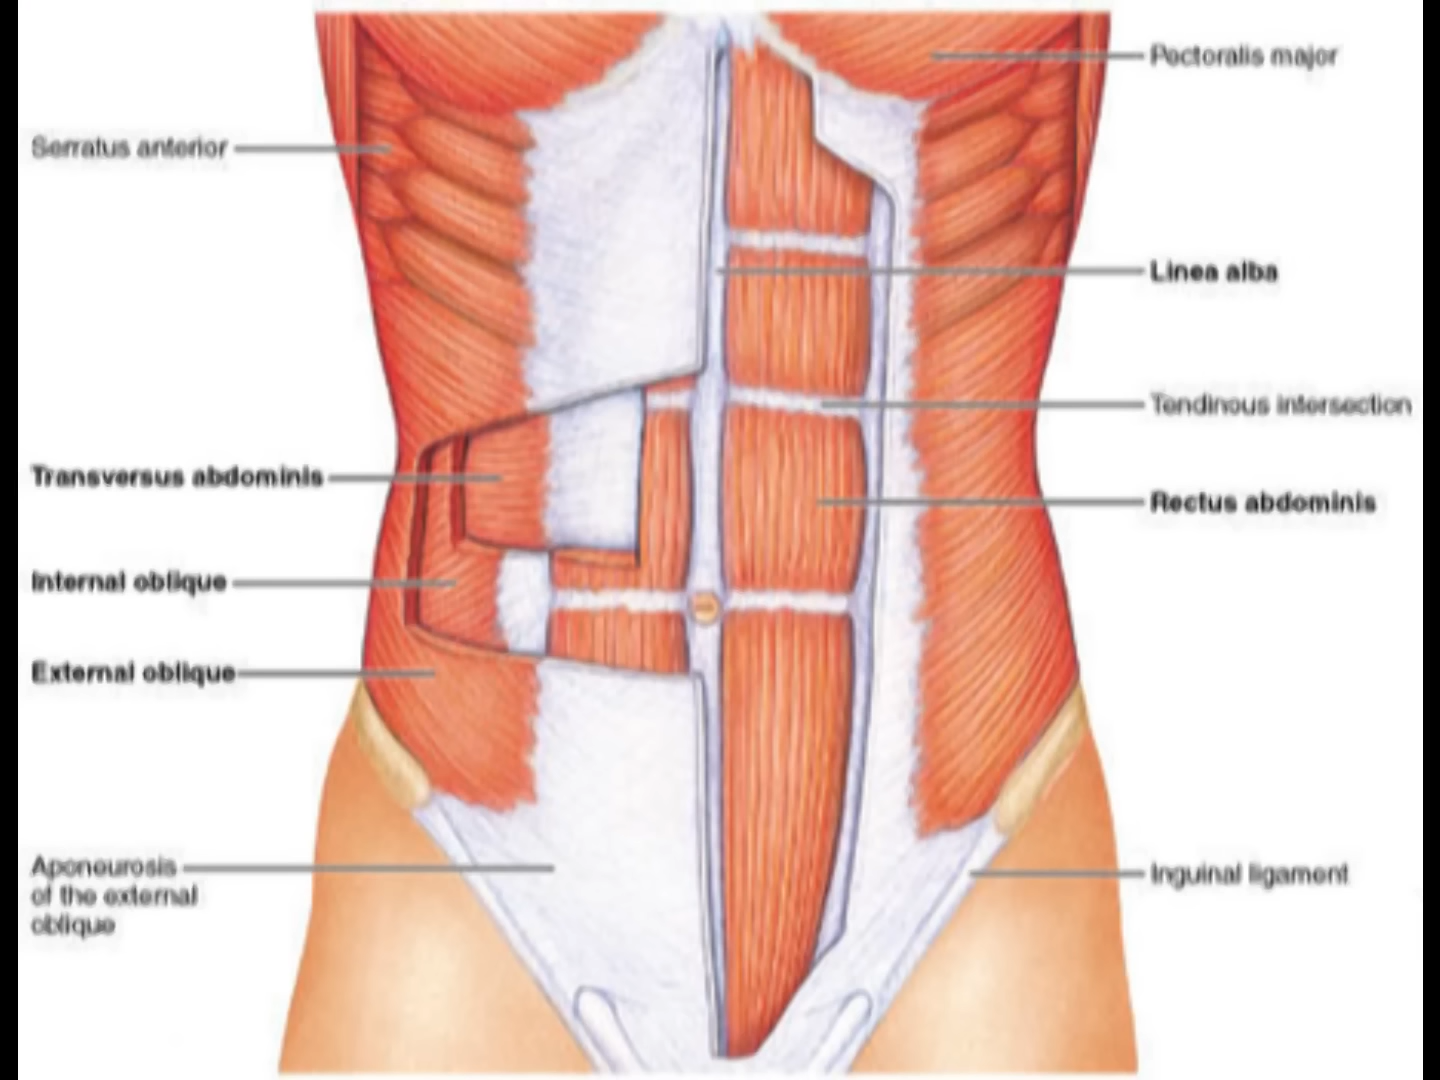 Pectoralis major
Serratus anterior
Linea alba
Tendinous intersection
Transversus abdominis
Rectus abdominis
Internal oblique
External oblique
Aponeurosis
of the external
oblique
Inguinal ligament